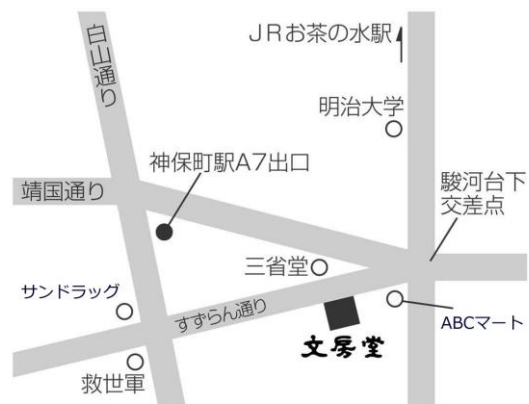 白山通り
JRお茶の水駅
明治大学
神保町駅A7出口
靖国通り
駿河台下
交差点
三省堂
サンドラッグ
すずらん通り
ABCマート
文房堂
救世軍